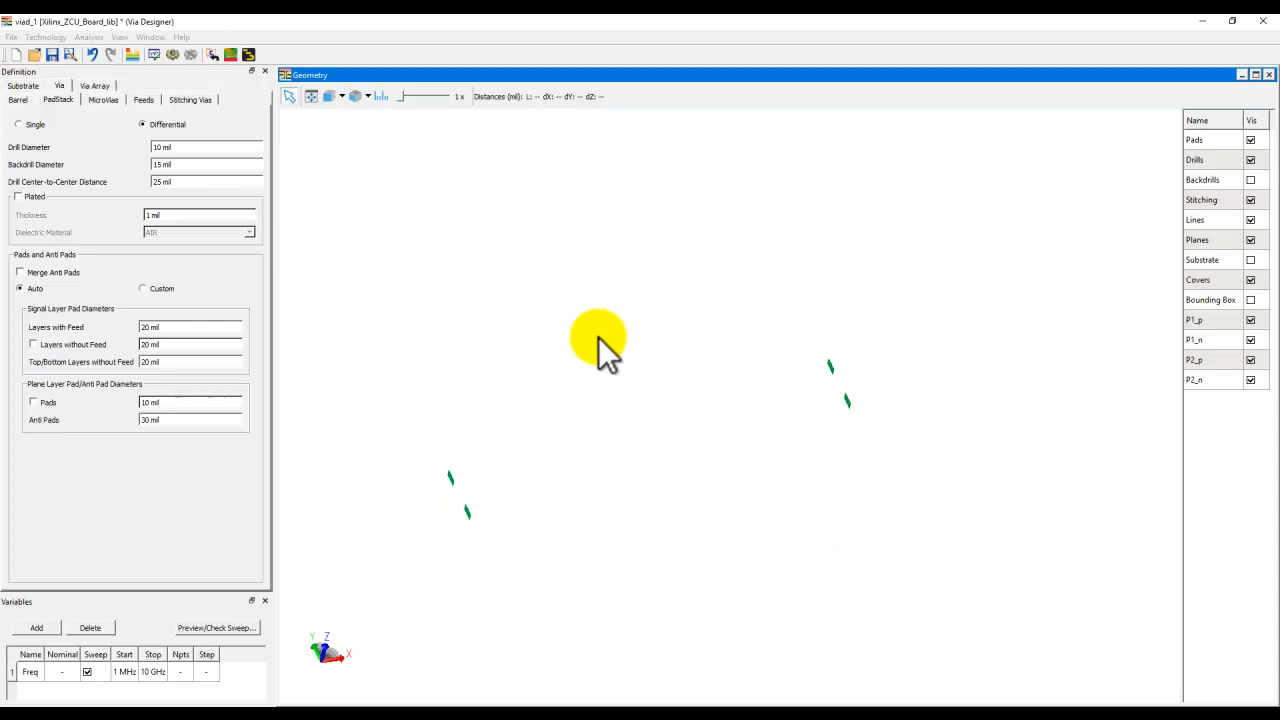 viad_1 [Xilinx_ZCU_Board_lib] * (Via Designer)
File Technology Analysis View Window Help
Definition
Geometry
Substrate Via Via Array
Barrel PadStack MicroVias Feeds Stitching Vias
1 x Distances (mil): L: -- dX: -- dY: -- dZ: --
Single Differential
Drill Diameter 10 mil
Backdrill Diameter 15 mil
Drill Center-to-Center Distance 25 mil
Plated
Thickness 1 mil
Dielectric Material AIR
Pads and Anti Pads
Merge Anti Pads
Auto Custom
Signal Layer Pad Diameters
Layers with Feed 20 mil
Layers without Feed 20 mil
Top/Bottom Layers without Feed 20 mil
Plane Layer Pad/Anti Pad Diameters
Pads 10 mil
Anti Pads 30 mil
Name Vis
Pads
Drills
Backdrills
Stitching
Lines
Planes
Substrate
Covers
Bounding Box
P1_p
P1_n
P2_p
P2_n
Y Z
X
Variables
Add Delete Preview/Check Sweep...
Name Nominal Sweep Start Stop Npts Step
1 Freq - 1 MHz 10 GHz - -